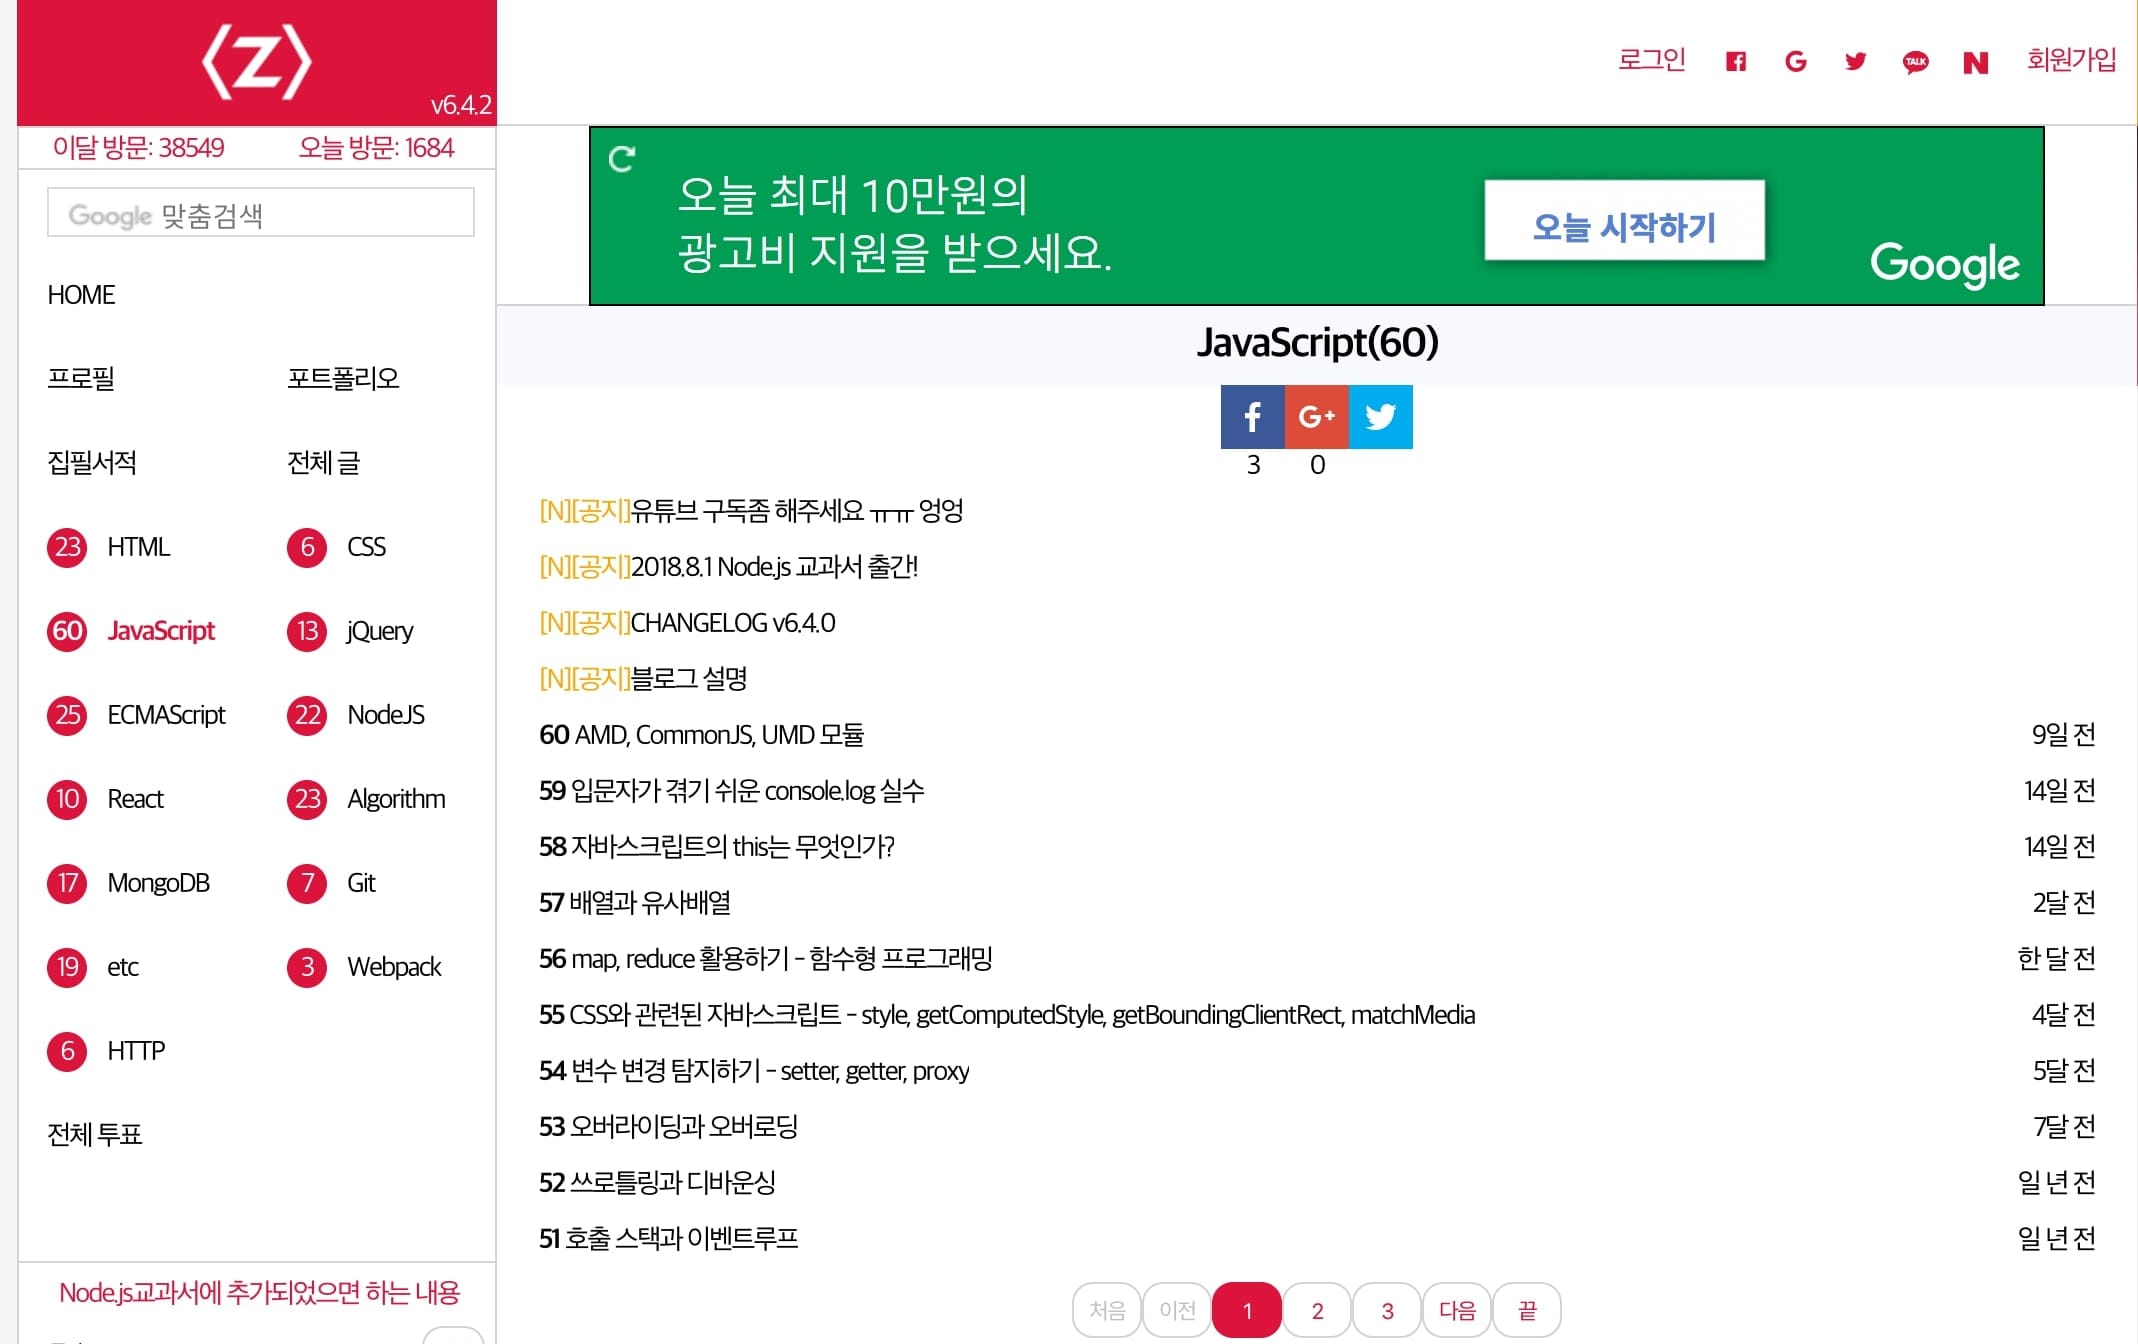 Z
v6.4.2
로그인
TALK
회원가입
이달 방문: 38549 오늘 방문: 1684
Google 맞춤검색
HOME
프로필 포트폴리오
집필서적 전체 글
23 HTML 6 CSS
60 JavaScript 13 jQuery
25 ECMAScript 22 NodeJS
10 React 23 Algorithm
17 MongoDB 7 Git
19 etc 3 Webpack
6 HTTP
전체 투표
Node.js교과서에 추가되었으면 하는 내용
오늘 최대 10만원의
광고비 지원을 받으세요.
오늘 시작하기
Google
JavaScript(60)
3 0
[N][공지]유튜브 구독좀 해주세요 ㅠㅠ 엉엉
[N][공지]2018.8.1 Node.js 교과서 출간!
[N][공지]CHANGELOG v6.4.0
[N][공지]블로그 설명
60 AMD, CommonJS, UMD 모듈 9일 전
59 입문자가 겪기 쉬운 console.log 실수 14일 전
58 자바스크립트의 this는 무엇인가? 14일 전
57 배열과 유사배열 2달 전
56 map, reduce 활용하기 - 함수형 프로그래밍 한 달 전
55 CSS와 관련된 자바스크립트 - style, getComputedStyle, getBoundingClientRect, matchMedia 4달 전
54 변수 변경 탐지하기 - setter, getter, proxy 5달 전
53 오버라이딩과 오버로딩 7달 전
52 쓰로틀링과 디바운싱 일 년 전
51 호출 스택과 이벤트루프 일 년 전
처음 이전 1 2 3 다음 끝